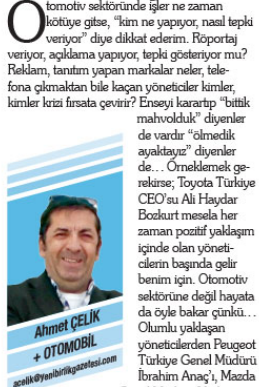 Otomotiv sektöründe işler ne zaman
kötüye gitse, “kim ne yapıyor, nasıl tepki
veriyor” diye dikkat ederim. Röportaj
veriyor, açıklama yapıyor, tepki gösteriyor mu?
Reklam, tanıtım yapan markalar neler, tele-
fona çıkmaktan bile kaçan yöneticiler kimler,
kimler krizi fırsata çevirir? Enseyi karartıp “bittik
mahvolduk” diyenler
de vardır “ölmedik
ayaktayız” diyenler
de... Örneklemek ge-
rekirse; Toyota Türkiye
CEO’su Ali Haydar
Bozkurt mesela her
zaman pozitif yaklaşım
içinde olan yöneti-
cilerin başında gelir
benim için. Otomotiv
sektörüne değil hayata
da öyle bakar çünkü...
Olumlu yaklaşan
yöneticilerden Peugeot
Türkiye Genel Müdürü
İbrahim Anaç’ı, Mazda
Ahmet ÇELİK
+ OTOMOBİL
acelik@yenibirlikgazetesi.com